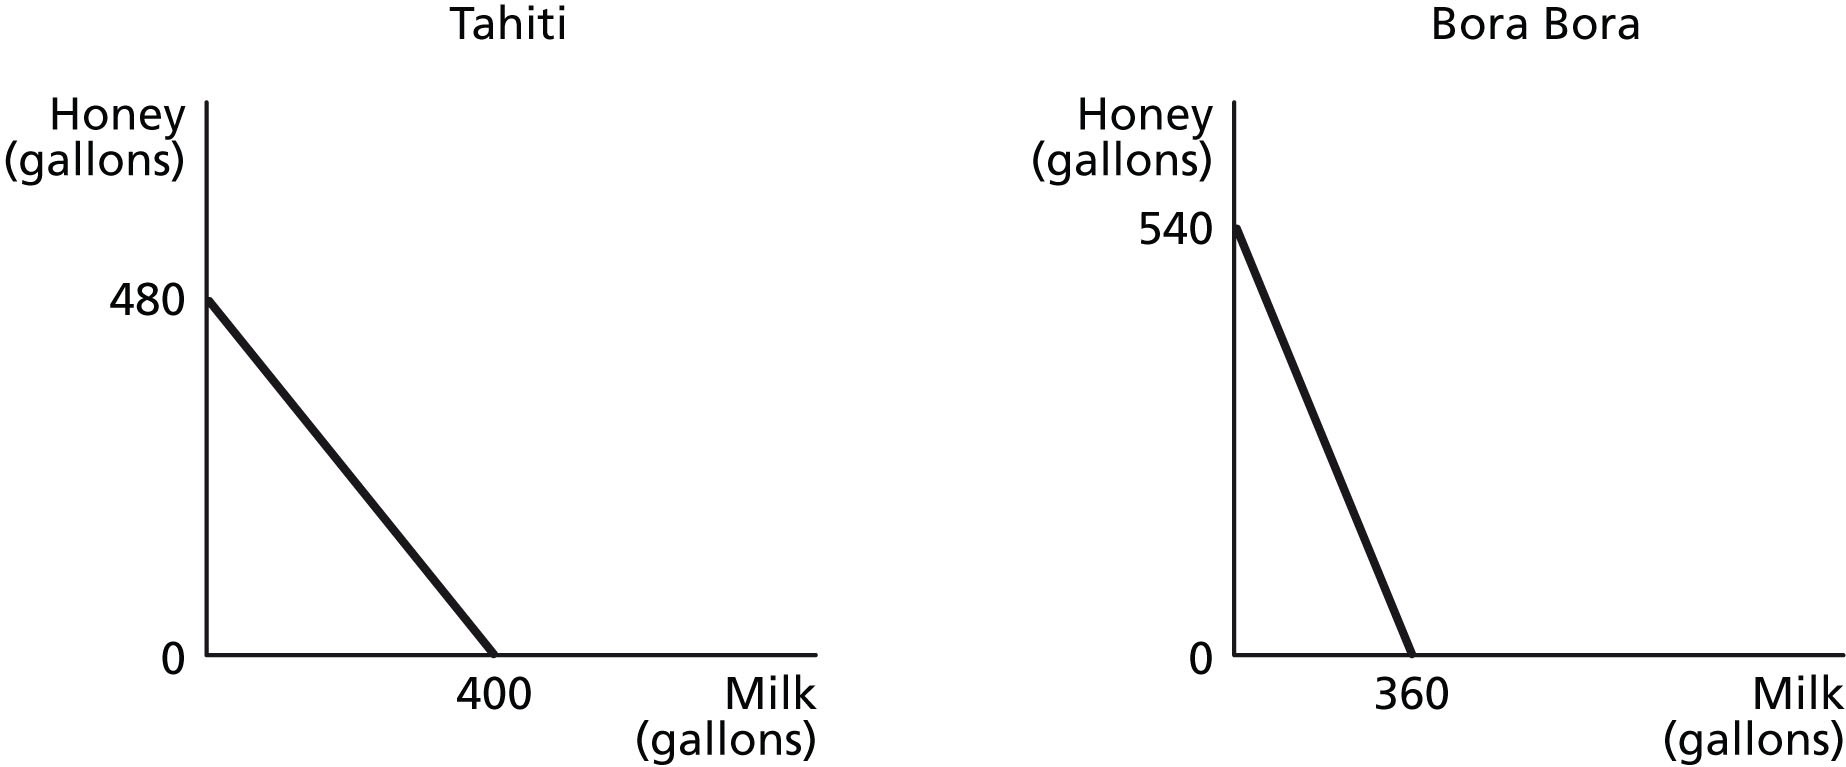 Tahiti
Honey
(gallons)
480
0
400
Milk
(gallons)
Bora Bora
Honey
(gallons)
540
0
360
Milk
(gallons)